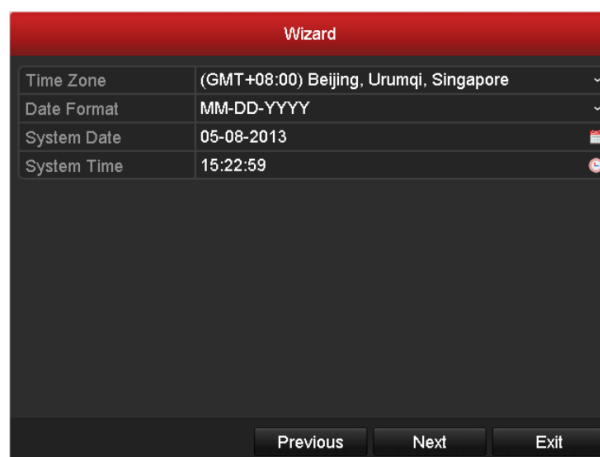 Wizard
Time Zone (GMT+08:00) Beijing, Urumqi, Singapore
Date Format MM-DD-YYYY
System Date 05-08-2013
System Time 15:22:59
Previous Next Exit